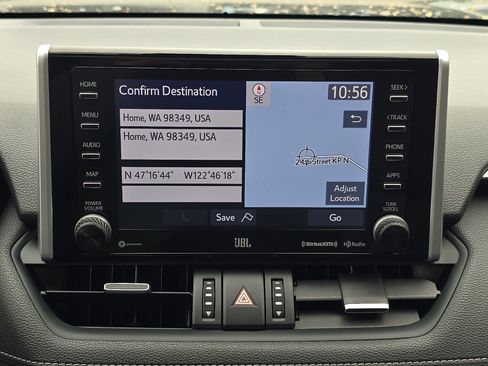 HOME
MENU
AUDIO
MAP
POWER
VOLUME
Confirm Destination
Home, WA 98349, USA
Home, WA 98349, USA
N 47°16'44" W122°46'18"
Save
SE
10:56
24th Street KP N
Adjust
Location
Go
SEEK >
< TRACK
PHONE
APPS
TUNE
SCROLL
JBL
SiriusXM
HD Radio